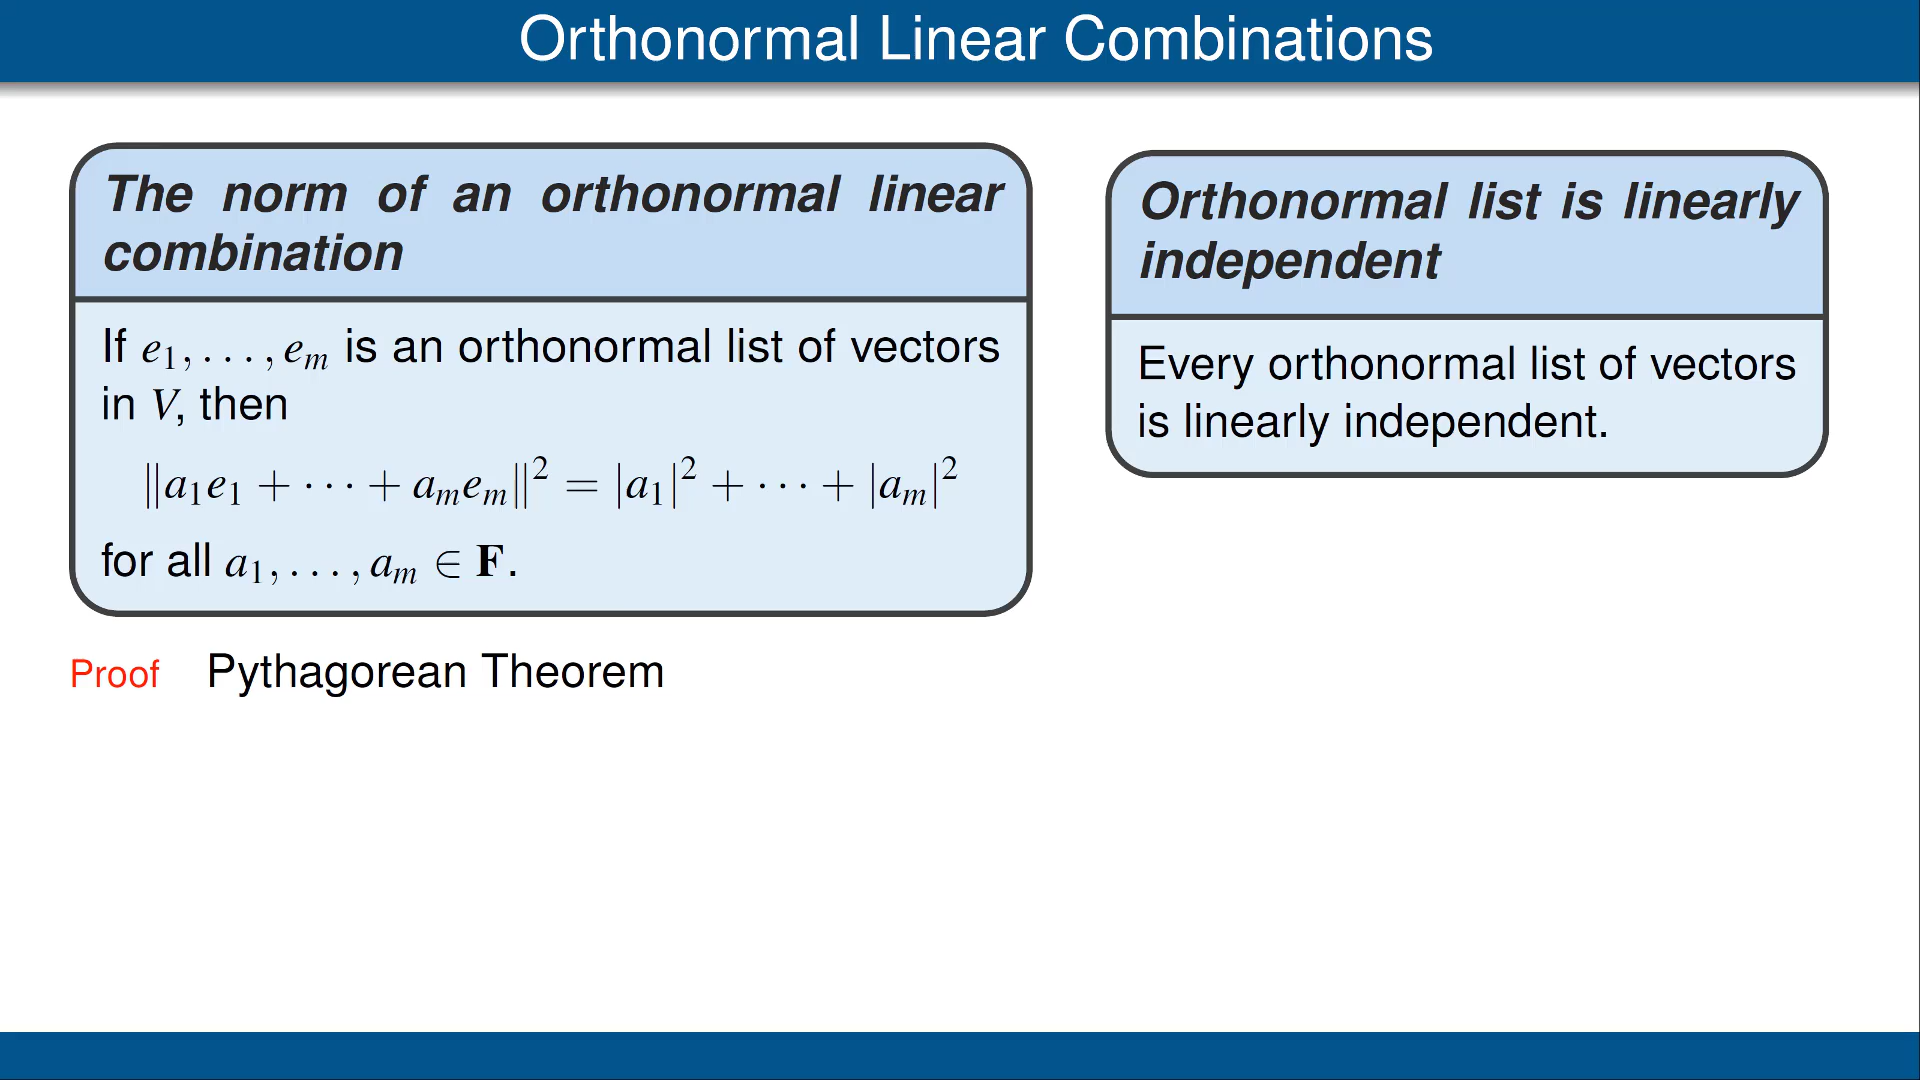 Orthonormal Linear Combinations
The norm of an orthonormal linear
combination
If e₁, . . . , eₘ is an orthonormal list of vectors
in V, then
‖a₁e₁ + · · · + aₘeₘ‖² = |a₁|² + · · · + |aₘ|²
for all a₁, . . . , aₘ ∈ F.
Proof Pythagorean Theorem
Orthonormal list is linearly
independent
Every orthonormal list of vectors
is linearly independent.